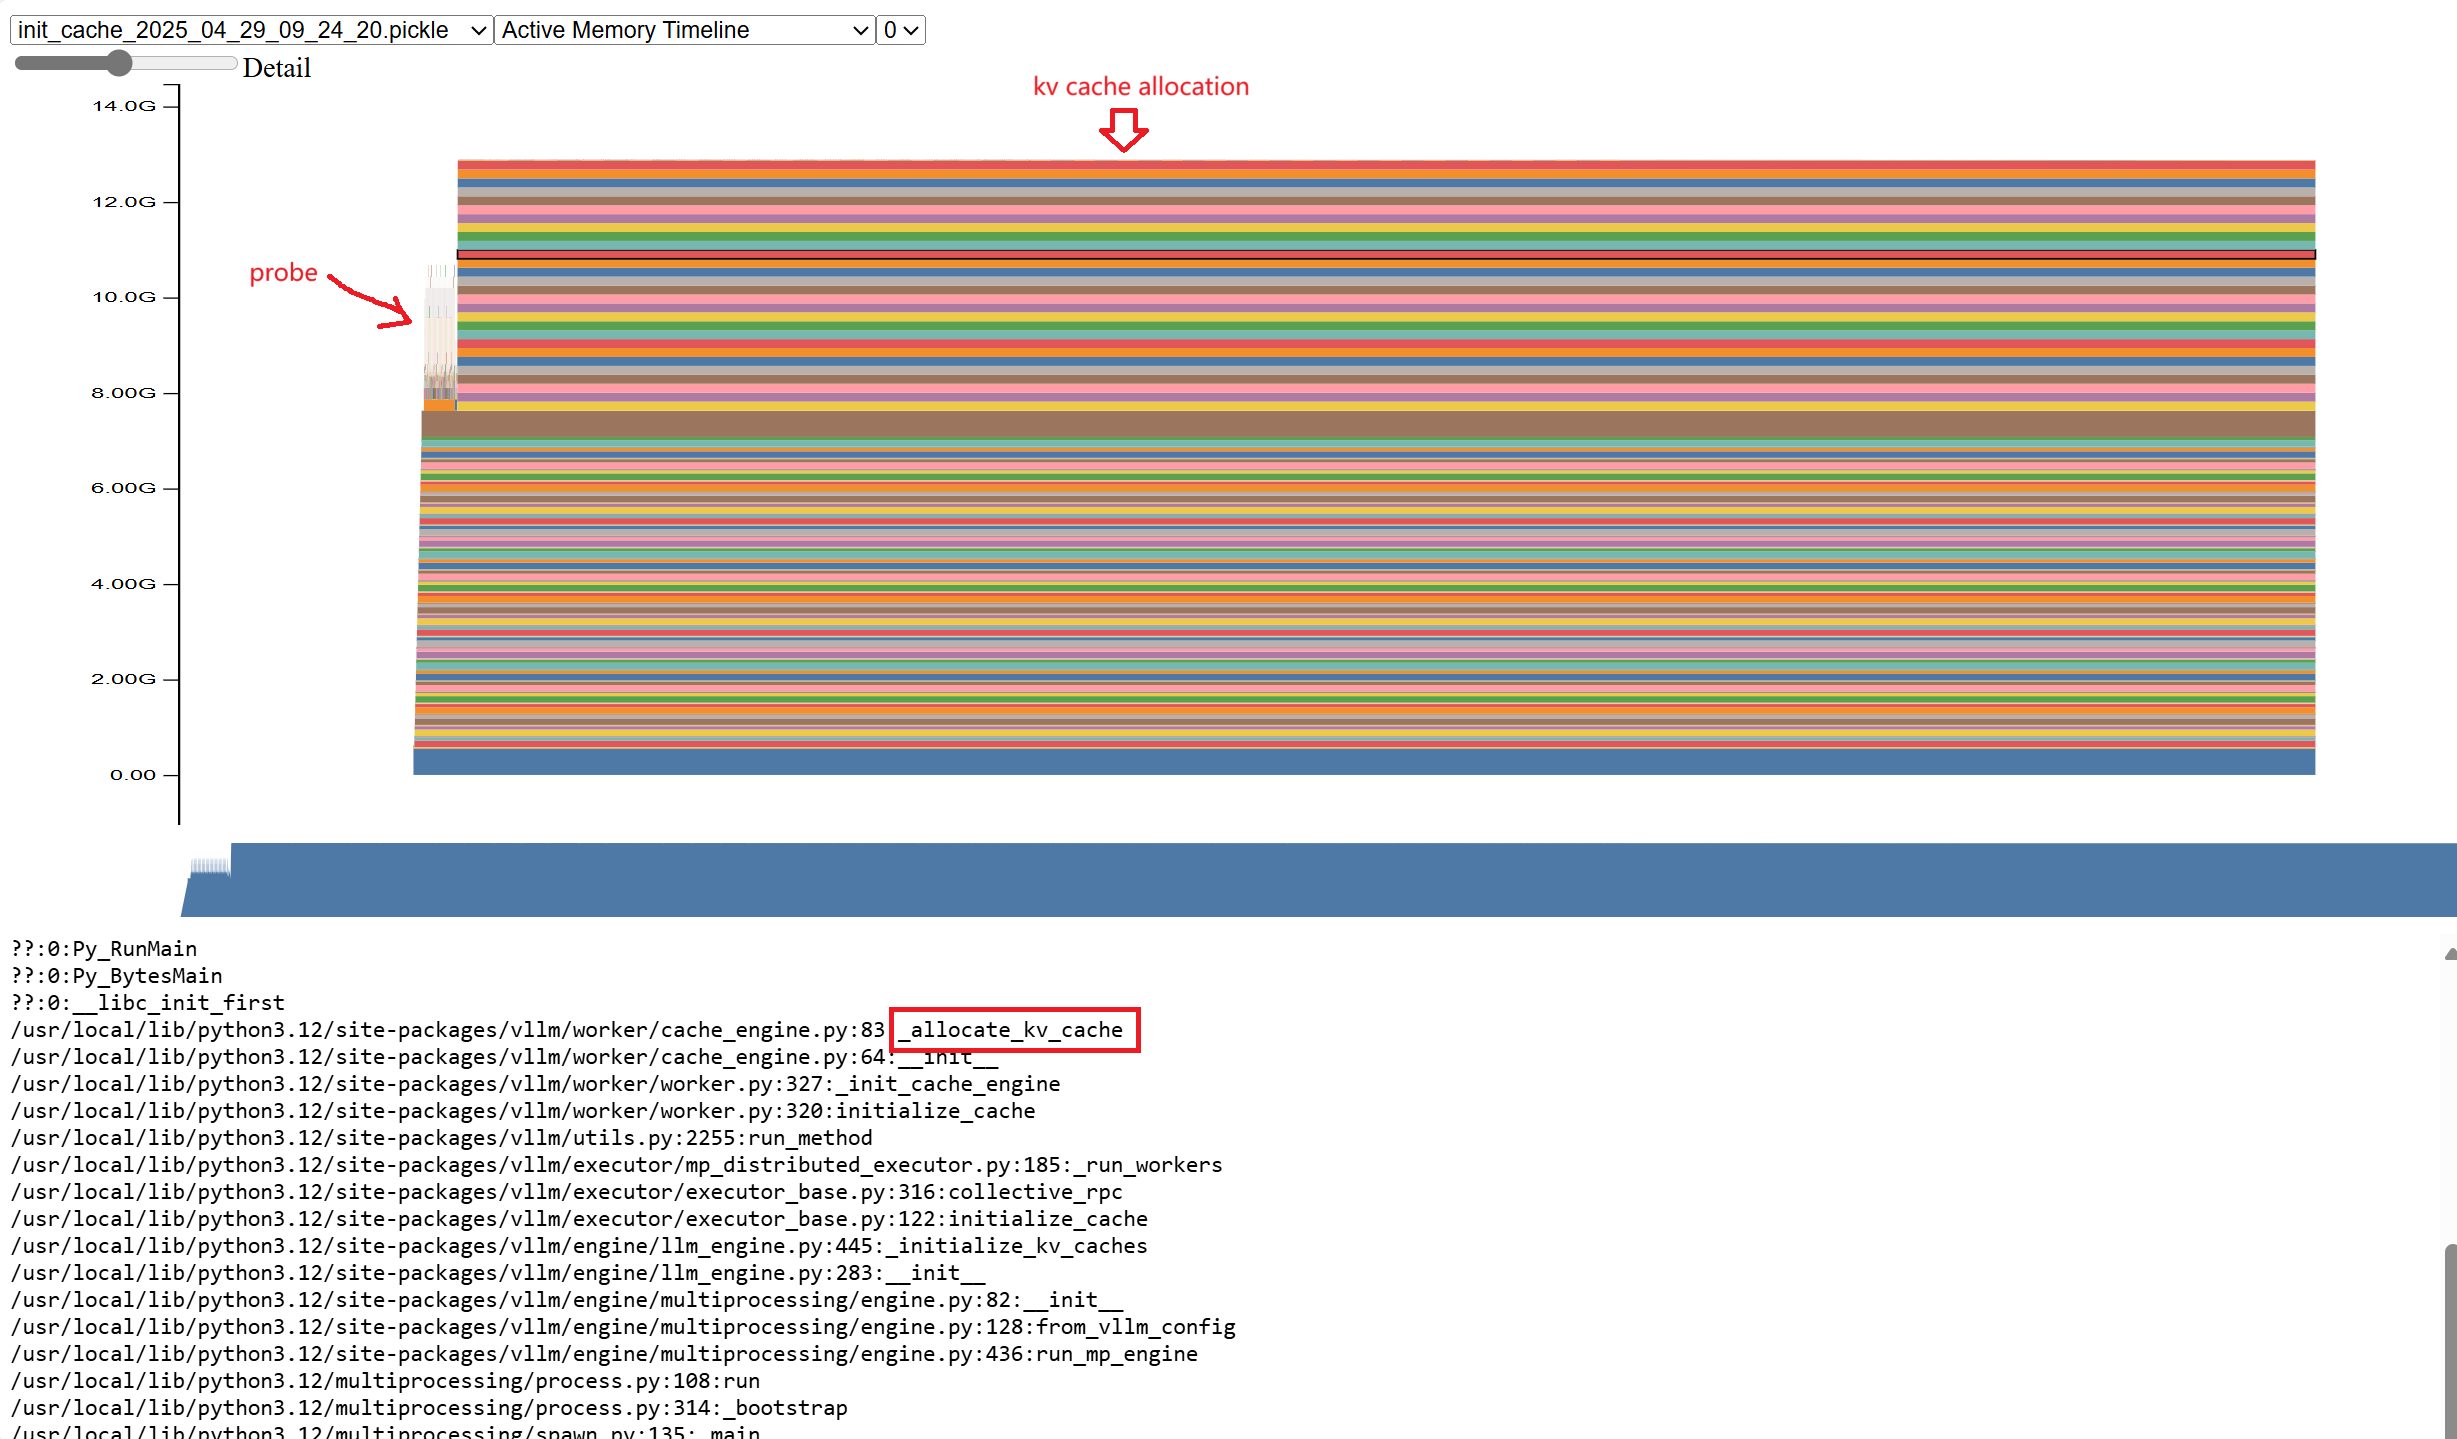 init_cache_2025_04_29_09_24_20.pickle Active Memory Timeline 0
Detail
kv cache allocation
14.0G
12.0G
probe
10.0G
8.00G
6.00G
4.00G
2.00G
0.00
??:0:Py_RunMain
??:0:Py_BytesMain
??:0:__libc_init_first
/usr/local/lib/python3.12/site-packages/vllm/worker/cache_engine.py:83 _allocate_kv_cache
/usr/local/lib/python3.12/site-packages/vllm/worker/cache_engine.py:64:__init__
/usr/local/lib/python3.12/site-packages/vllm/worker/worker.py:327:_init_cache_engine
/usr/local/lib/python3.12/site-packages/vllm/worker/worker.py:320:initialize_cache
/usr/local/lib/python3.12/site-packages/vllm/utils.py:2255:run_method
/usr/local/lib/python3.12/site-packages/vllm/executor/mp_distributed_executor.py:185:_run_workers
/usr/local/lib/python3.12/site-packages/vllm/executor/executor_base.py:316:collective_rpc
/usr/local/lib/python3.12/site-packages/vllm/executor/executor_base.py:122:initialize_cache
/usr/local/lib/python3.12/site-packages/vllm/engine/llm_engine.py:445:_initialize_kv_caches
/usr/local/lib/python3.12/site-packages/vllm/engine/llm_engine.py:283:__init__
/usr/local/lib/python3.12/site-packages/vllm/engine/multiprocessing/engine.py:82:__init__
/usr/local/lib/python3.12/site-packages/vllm/engine/multiprocessing/engine.py:128:from_vllm_config
/usr/local/lib/python3.12/site-packages/vllm/engine/multiprocessing/engine.py:436:run_mp_engine
/usr/local/lib/python3.12/multiprocessing/process.py:108:run
/usr/local/lib/python3.12/multiprocessing/process.py:314:_bootstrap
/usr/local/lib/python3.12/multiprocessing/spawn.py:135:_main